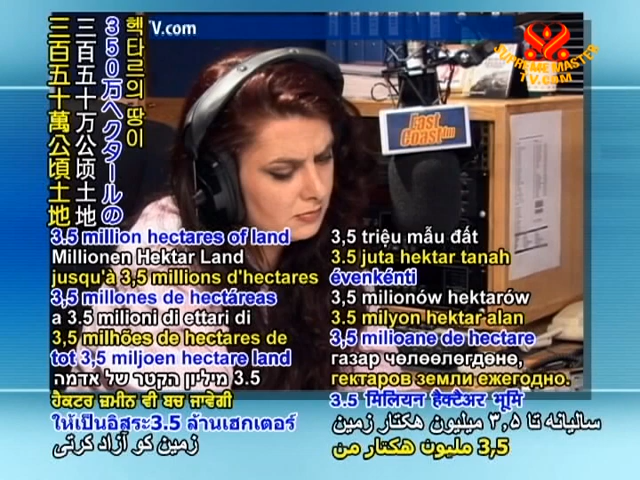 TV.com
SUPREME MASTER
TV.COM
East
Coast fm
헥타르의 땅이
350万ヘクタールの
三百五十万公顷土地
三百五十萬公頃土地
3.5 million hectares of land
Millionen Hektar Land
jusqu'à 3,5 millions d'hectares
3,5 millones de hectáreas
a 3.5 milioni di ettari di
3,5 milhões de hectares de
tot 3,5 miljoen hectare land
3.5 מיליון הקטר של אדמה
ਹੈਕਟਰ ਜ਼ਮੀਨ ਵੀ ਬਚ ਜਾਵੇਗੀ
ให้เป็นอิสระ3.5 ล้านเฮกเตอร์
زمین کو آزاد کرتی
3,5 triệu mẫu đất
3.5 juta hektar tanah
évenkénti
3,5 milionów hektarów
3.5 milyon hektar alan
3,5 milioane de hectare
газар чөлөөлөгдөнө,
гектаров земли ежегодно.
3.5 मिलियन हैक्टैअर भूमि
سالیانه تا ۳٫۵ میلیون هکتار زمین
3,5 مليون هكتار من